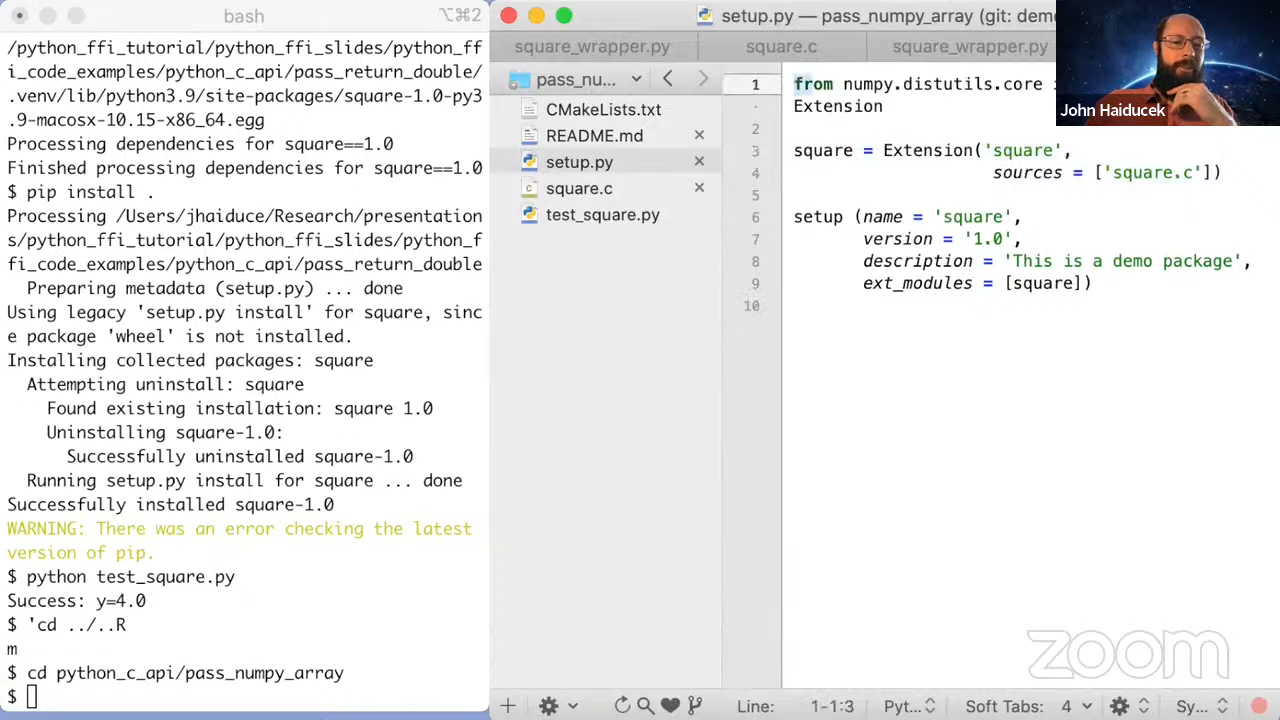 bash
⌥⌘2
/python_ffi_tutorial/python_ffi_slides/python_ff
i_code_examples/python_c_api/pass_return_double/
.venv/lib/python3.9/site-packages/square-1.0-py3
.9-macosx-10.15-x86_64.egg
Processing dependencies for square==1.0
Finished processing dependencies for square==1.0
$ pip install .
Processing /Users/jhaiduce/Research/presentation
s/python_ffi_tutorial/python_ffi_slides/python_f
fi_code_examples/python_c_api/pass_return_double
  Preparing metadata (setup.py) ... done
Using legacy 'setup.py install' for square, sinc
e package 'wheel' is not installed.
Installing collected packages: square
  Attempting uninstall: square
    Found existing installation: square 1.0
    Uninstalling square-1.0:
      Successfully uninstalled square-1.0
  Running setup.py install for square ... done
Successfully installed square-1.0
WARNING: There was an error checking the latest
version of pip.
$ python test_square.py
Success: y=4.0
$ 'cd ../..R
m
$ cd python_c_api/pass_numpy_array
$
setup.py — pass_numpy_array (git: dem
square_wrapper.py
square.c
square_wrapper.py
pass_nu...
CMakeLists.txt
README.md
setup.py
square.c
test_square.py
1 from numpy.distutils.core
Extension
2
3 square = Extension('square',
4 sources = ['square.c'])
5
6 setup (name = 'square',
7 version = '1.0',
8 description = 'This is a demo package',
9 ext_modules = [square])
10
John Haiducek
zoom
Line: 1-1:3
Pyt...
Soft Tabs: 4
Sy...